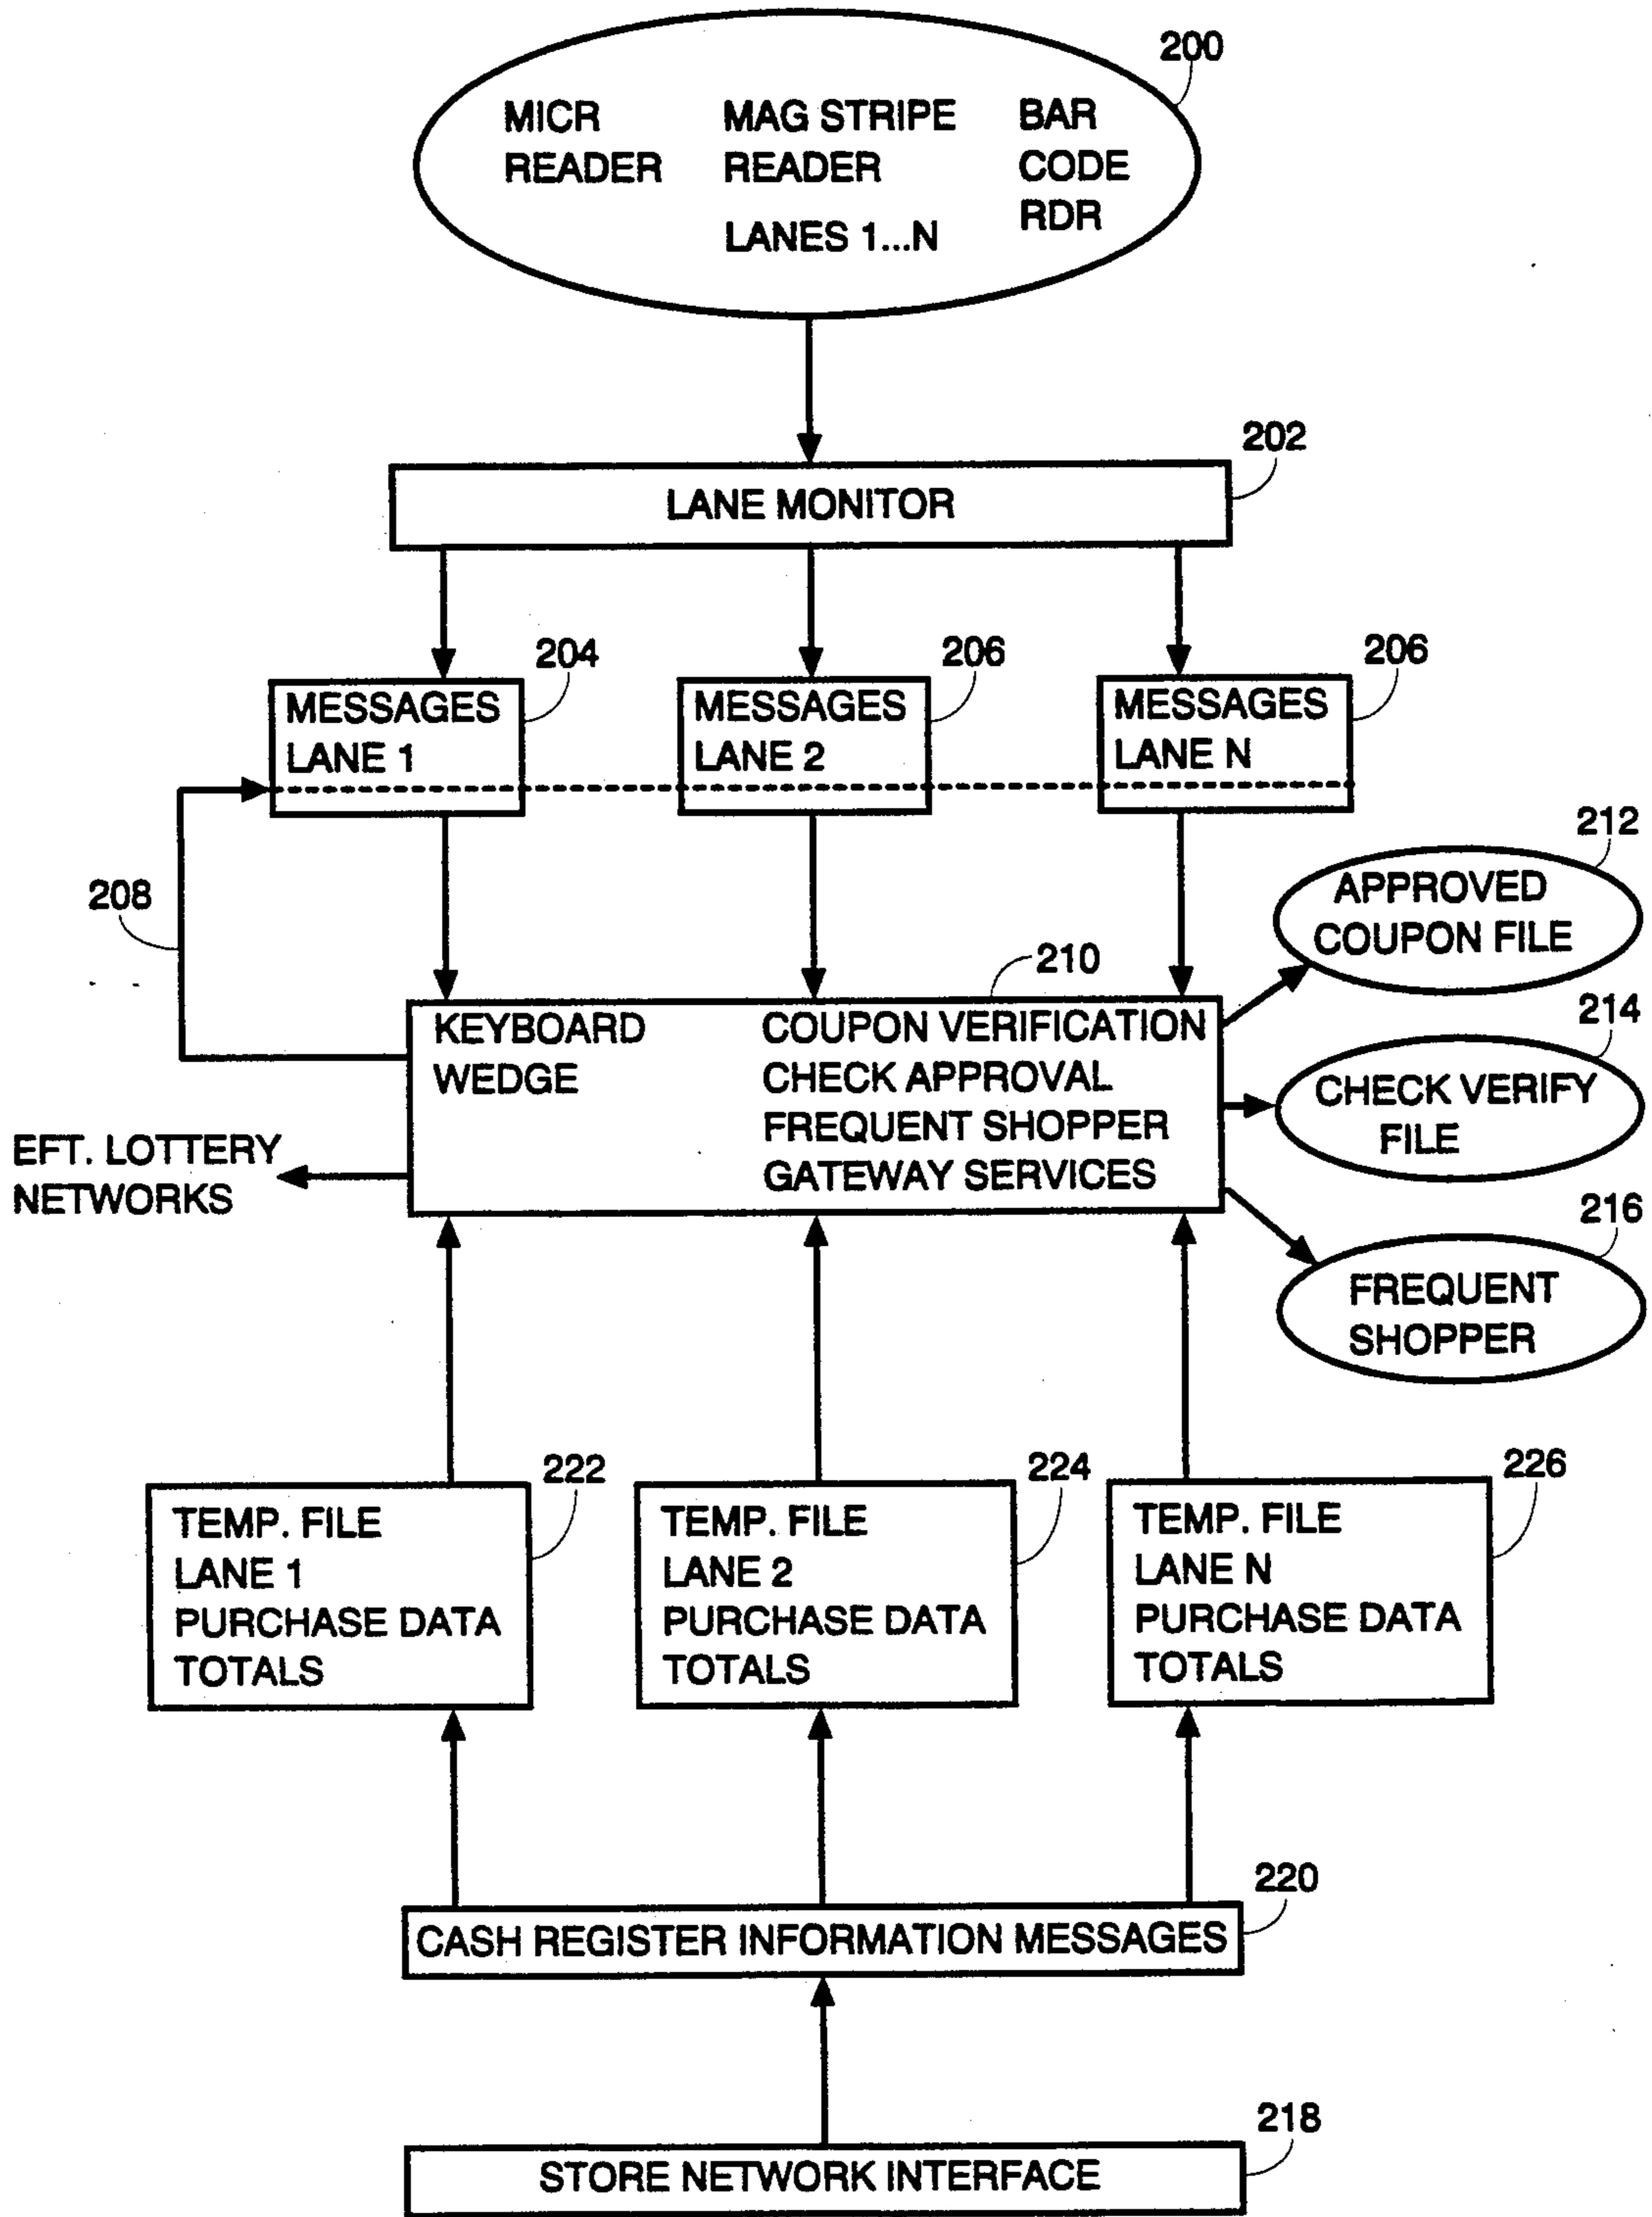 200
MICR
READER
MAG STRIPE
READER
LANES 1...N
BAR
CODE
RDR
202
LANE MONITOR
204
MESSAGES
LANE 1
206
MESSAGES
LANE 2
206
MESSAGES
LANE N
208
210
KEYBOARD
WEDGE
COUPON VERIFICATION
CHECK APPROVAL
FREQUENT SHOPPER
GATEWAY SERVICES
212
APPROVED
COUPON FILE
214
CHECK VERIFY
FILE
216
FREQUENT
SHOPPER
EFT. LOTTERY
NETWORKS
222
TEMP. FILE
LANE 1
PURCHASE DATA
TOTALS
224
TEMP. FILE
LANE 2
PURCHASE DATA
TOTALS
226
TEMP. FILE
LANE N
PURCHASE DATA
TOTALS
220
CASH REGISTER INFORMATION MESSAGES
218
STORE NETWORK INTERFACE